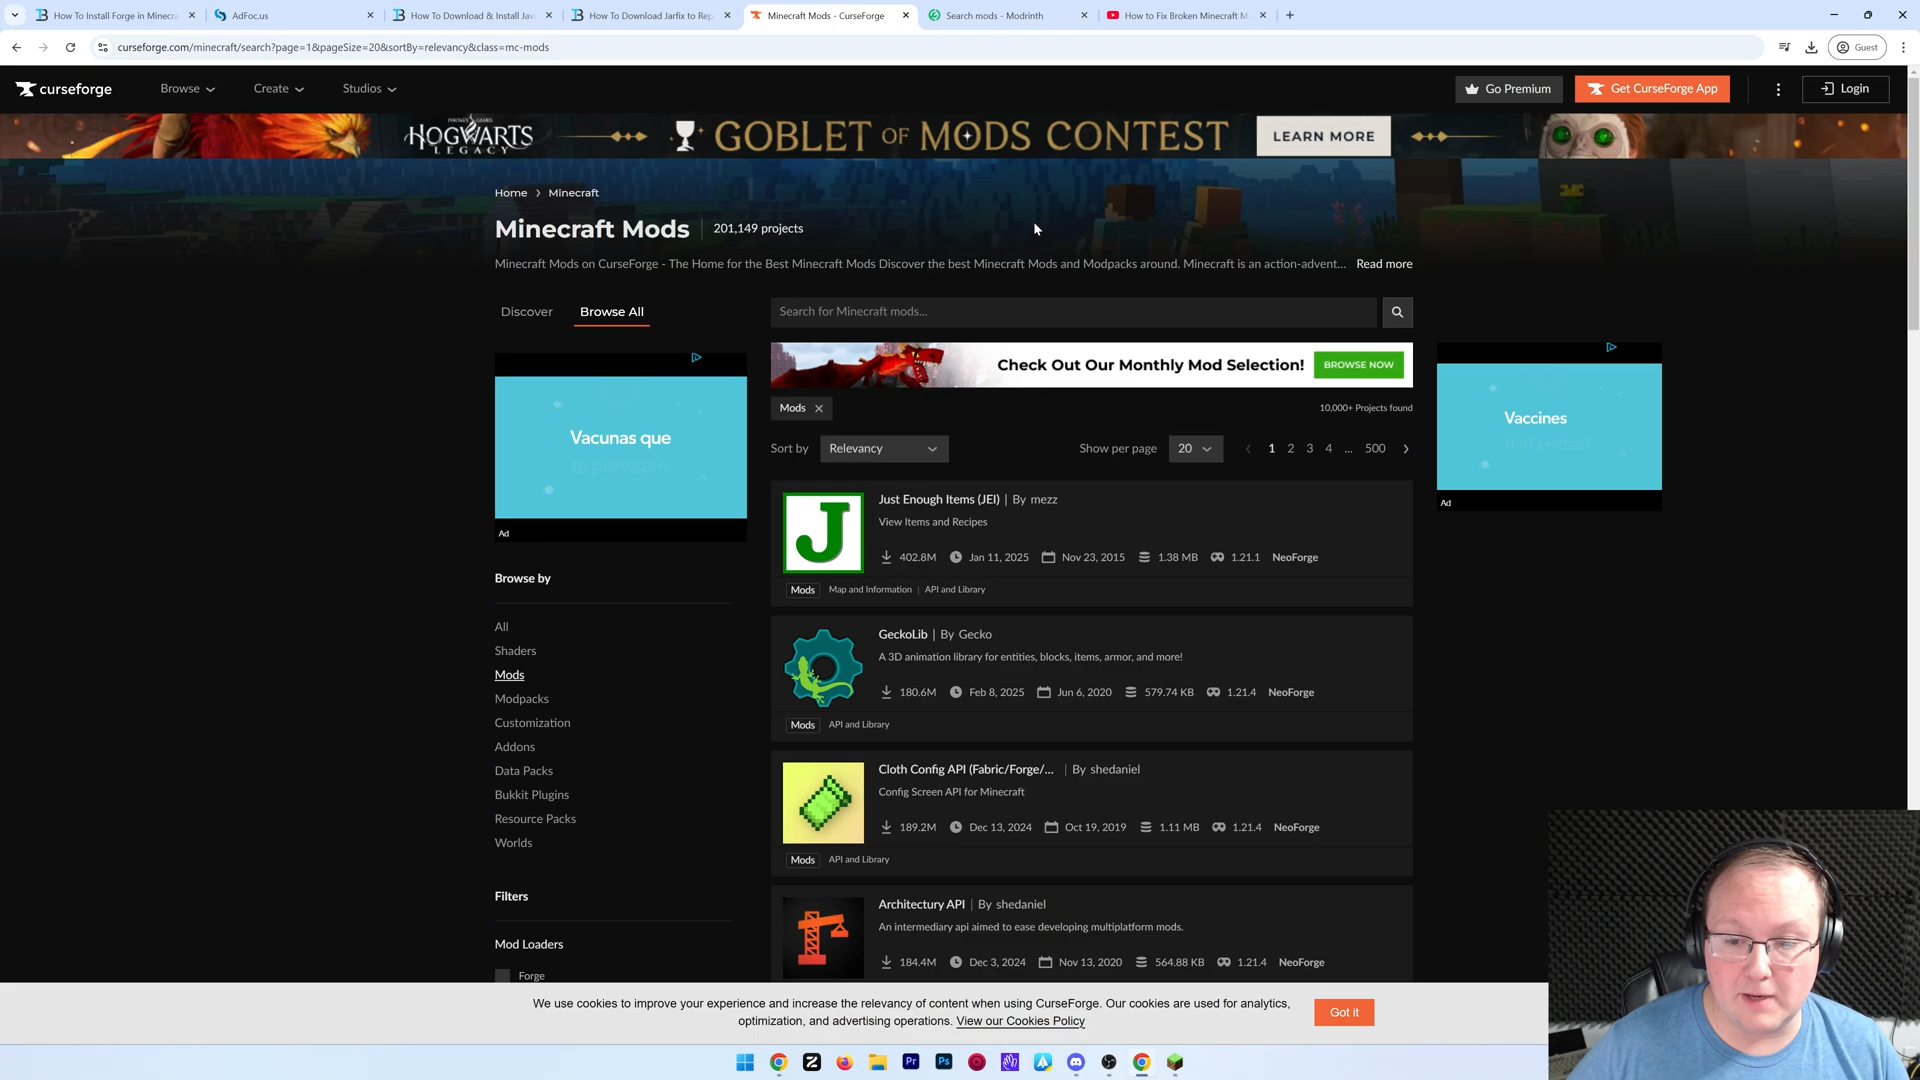 How To Install Forge in Minecra
AdFoc.us
How To Download & Install Jav
How To Download Jarfix to Rep
Minecraft Mods - CurseForge
Search mods - Modrinth
How to Fix Broken Minecraft M
curseforge.com/minecraft/search?page=1&pageSize=20&sortBy=relevancy&class=mc-mods
Guest
curseforge
Browse
Create
Studios
Go Premium
Get CurseForge App
Login
HOGWARTS
LEGACY
GOBLET OF MODS CONTEST
LEARN MORE
Home > Minecraft
Minecraft Mods
201,149 projects
Minecraft Mods on CurseForge - The Home for the Best Minecraft Mods Discover the best Minecraft Mods and Modpacks around. Minecraft is an action-advent...
Read more
Discover
Browse All
Search for Minecraft mods...
Check Out Our Monthly Mod Selection!
BROWSE NOW
Vacunas que
te protegen
Ad
Vaccines
that protect
Ad
Mods
10,000+ Projects found
Sort by
Relevancy
Show per page
20
1 2 3 4 ... 500
Just Enough Items (JEI) | By mezz
View Items and Recipes
402.8M Jan 11, 2025 Nov 23, 2015 1.38 MB 1.21.1 NeoForge
Mods Map and Information | API and Library
GeckoLib | By Gecko
A 3D animation library for entities, blocks, items, armor, and more!
180.6M Feb 8, 2025 Jun 6, 2020 579.74 KB 1.21.4 NeoForge
Mods API and Library
Cloth Config API (Fabric/Forge/... | By shedaniel
Config Screen API for Minecraft
189.2M Dec 13, 2024 Oct 19, 2019 1.11 MB 1.21.4 NeoForge
Mods API and Library
Architectury API | By shedaniel
An intermediary api aimed to ease developing multiplatform mods.
184.4M Dec 3, 2024 Nov 13, 2020 564.88 KB 1.21.4 NeoForge
Browse by
All
Shaders
Mods
Modpacks
Customization
Addons
Data Packs
Bukkit Plugins
Resource Packs
Worlds
Filters
Mod Loaders
Forge
We use cookies to improve your experience and increase the relevancy of content when using CurseForge. Our cookies are used for analytics,
optimization, and advertising operations. View our Cookies Policy
Got it
Pr
Ps